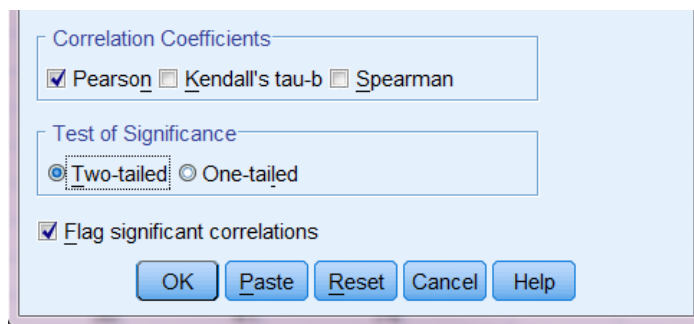 Correlation Coefficients
Pearson Kendall's tau-b Spearman
Test of Significance
Two-tailed One-tailed
Flag significant correlations
OK Paste Reset Cancel Help